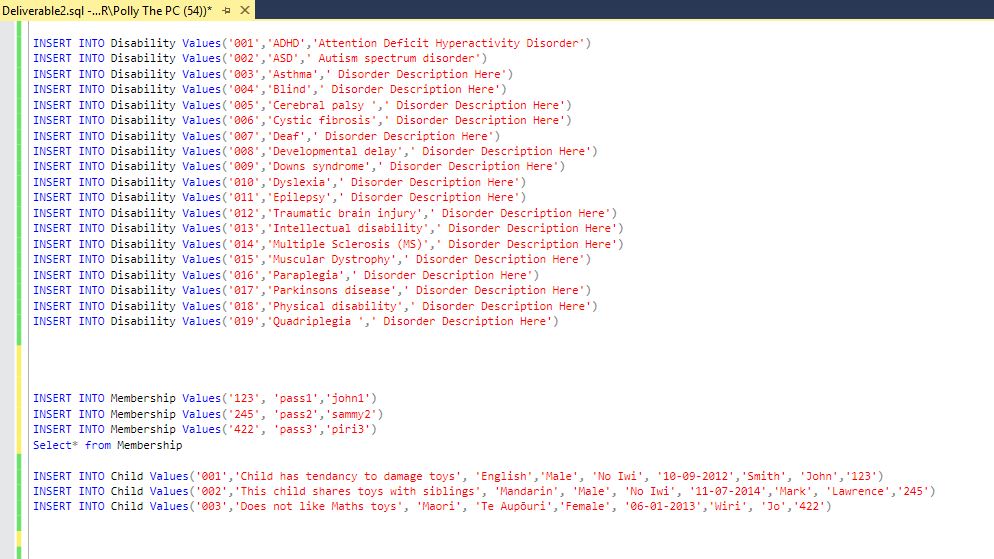 Deliverable2.sql -...R\Polly The PC (54))*
INSERT INTO Disability Values('001','ADHD','Attention Deficit Hyperactivity Disorder')
INSERT INTO Disability Values('002','ASD',' Autism spectrum disorder')
INSERT INTO Disability Values('003','Asthma',' Disorder Description Here')
INSERT INTO Disability Values('004','Blind',' Disorder Description Here')
INSERT INTO Disability Values('005','Cerebral palsy ',' Disorder Description Here')
INSERT INTO Disability Values('006','Cystic fibrosis',' Disorder Description Here')
INSERT INTO Disability Values('007','Deaf',' Disorder Description Here')
INSERT INTO Disability Values('008','Developmental delay',' Disorder Description Here')
INSERT INTO Disability Values('009','Downs syndrome',' Disorder Description Here')
INSERT INTO Disability Values('010','Dyslexia',' Disorder Description Here')
INSERT INTO Disability Values('011','Epilepsy',' Disorder Description Here')
INSERT INTO Disability Values('012','Traumatic brain injury',' Disorder Description Here')
INSERT INTO Disability Values('013','Intellectual disability',' Disorder Description Here')
INSERT INTO Disability Values('014','Multiple Sclerosis (MS)',' Disorder Description Here')
INSERT INTO Disability Values('015','Muscular Dystrophy',' Disorder Description Here')
INSERT INTO Disability Values('016','Paraplegia',' Disorder Description Here')
INSERT INTO Disability Values('017','Parkinsons disease',' Disorder Description Here')
INSERT INTO Disability Values('018','Physical disability',' Disorder Description Here')
INSERT INTO Disability Values('019','Quadriplegia ',' Disorder Description Here')
INSERT INTO Membership Values('123', 'pass1','john1')
INSERT INTO Membership Values('245', 'pass2','sammy2')
INSERT INTO Membership Values('422', 'pass3','piri3')
Select* from Membership
INSERT INTO Child Values('001','Child has tendancy to damage toys', 'English','Male', 'No Iwi', '10-09-2012','Smith', 'John','123')
INSERT INTO Child Values('002','This child shares toys with siblings', 'Mandarin', 'Male', 'No Iwi', '11-07-2014','Mark', 'Lawrence','245')
INSERT INTO Child Values('003','Does not like Maths toys', 'Maori', 'Te Aupōuri','Female', '06-01-2013','Wiri', 'Jo','422')